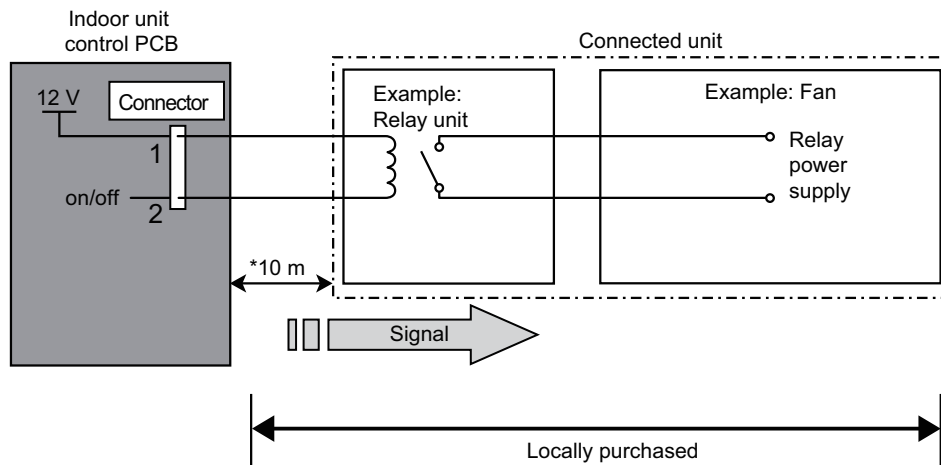 Indoor unit
control PCB
Connected unit
12 V
Connector
Example:
Relay unit
Example: Fan
1
Relay
power
supply
on/off
2
*10 m
Signal
Locally purchased